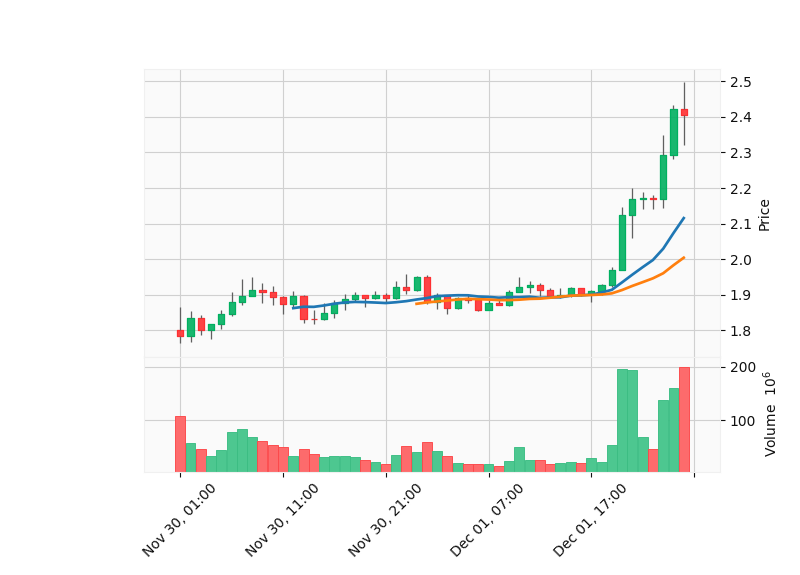 2.5
2.4
2.3
2.2
2.1
2.0
1.9
1.8
Price
200
100
Volume 10^6
Nov 30, 01:00
Nov 30, 11:00
Nov 30, 21:00
Dec 01, 07:00
Dec 01, 17:00